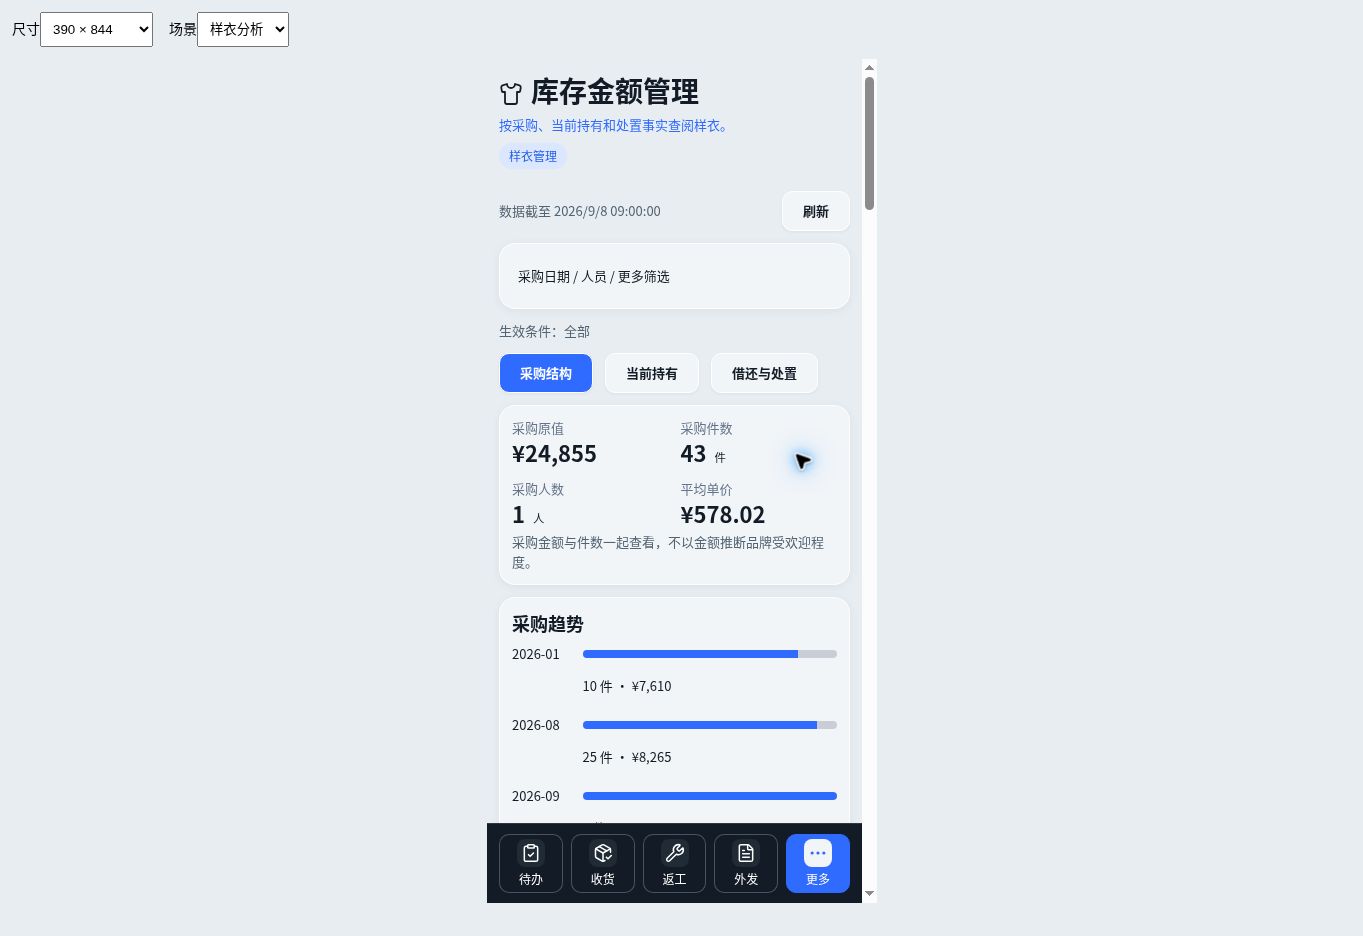 尺寸 390 × 844 场景 样衣分析
库存金额管理
按采购、当前持有和处置事实查阅样衣。
样衣管理
数据截至 2026/9/8 09:00:00 刷新
采购日期 / 人员 / 更多筛选
生效条件：全部
采购结构 当前持有 借还与处置
采购原值 采购件数
¥24,855 43 件
采购人数 平均单价
1 人 ¥578.02
采购金额与件数一起查看，不以金额推断品牌受欢迎程
度。
采购趋势
2026-01
10 件 · ¥7,610
2026-08
25 件 · ¥8,265
2026-09
待办 收货 返工 外发 更多